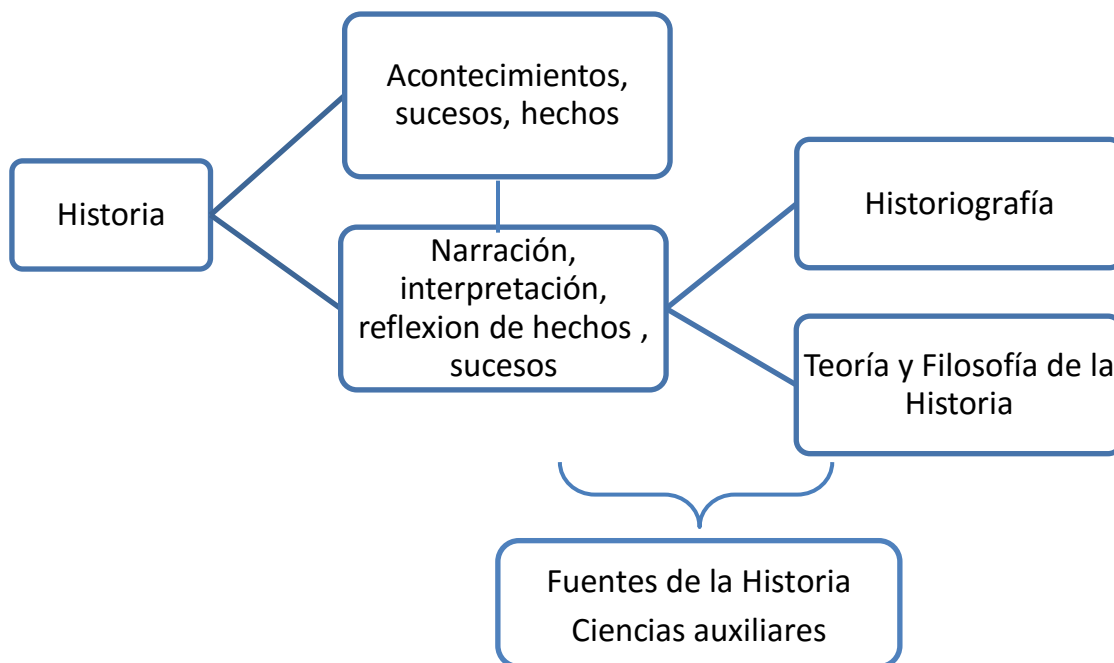 Historia
Acontecimientos,
sucesos, hechos
Narración,
interpretación,
reflexion de hechos ,
sucesos
Historiografía
Teoría y Filosofía de la
Historia
Fuentes de la Historia
Ciencias auxiliares